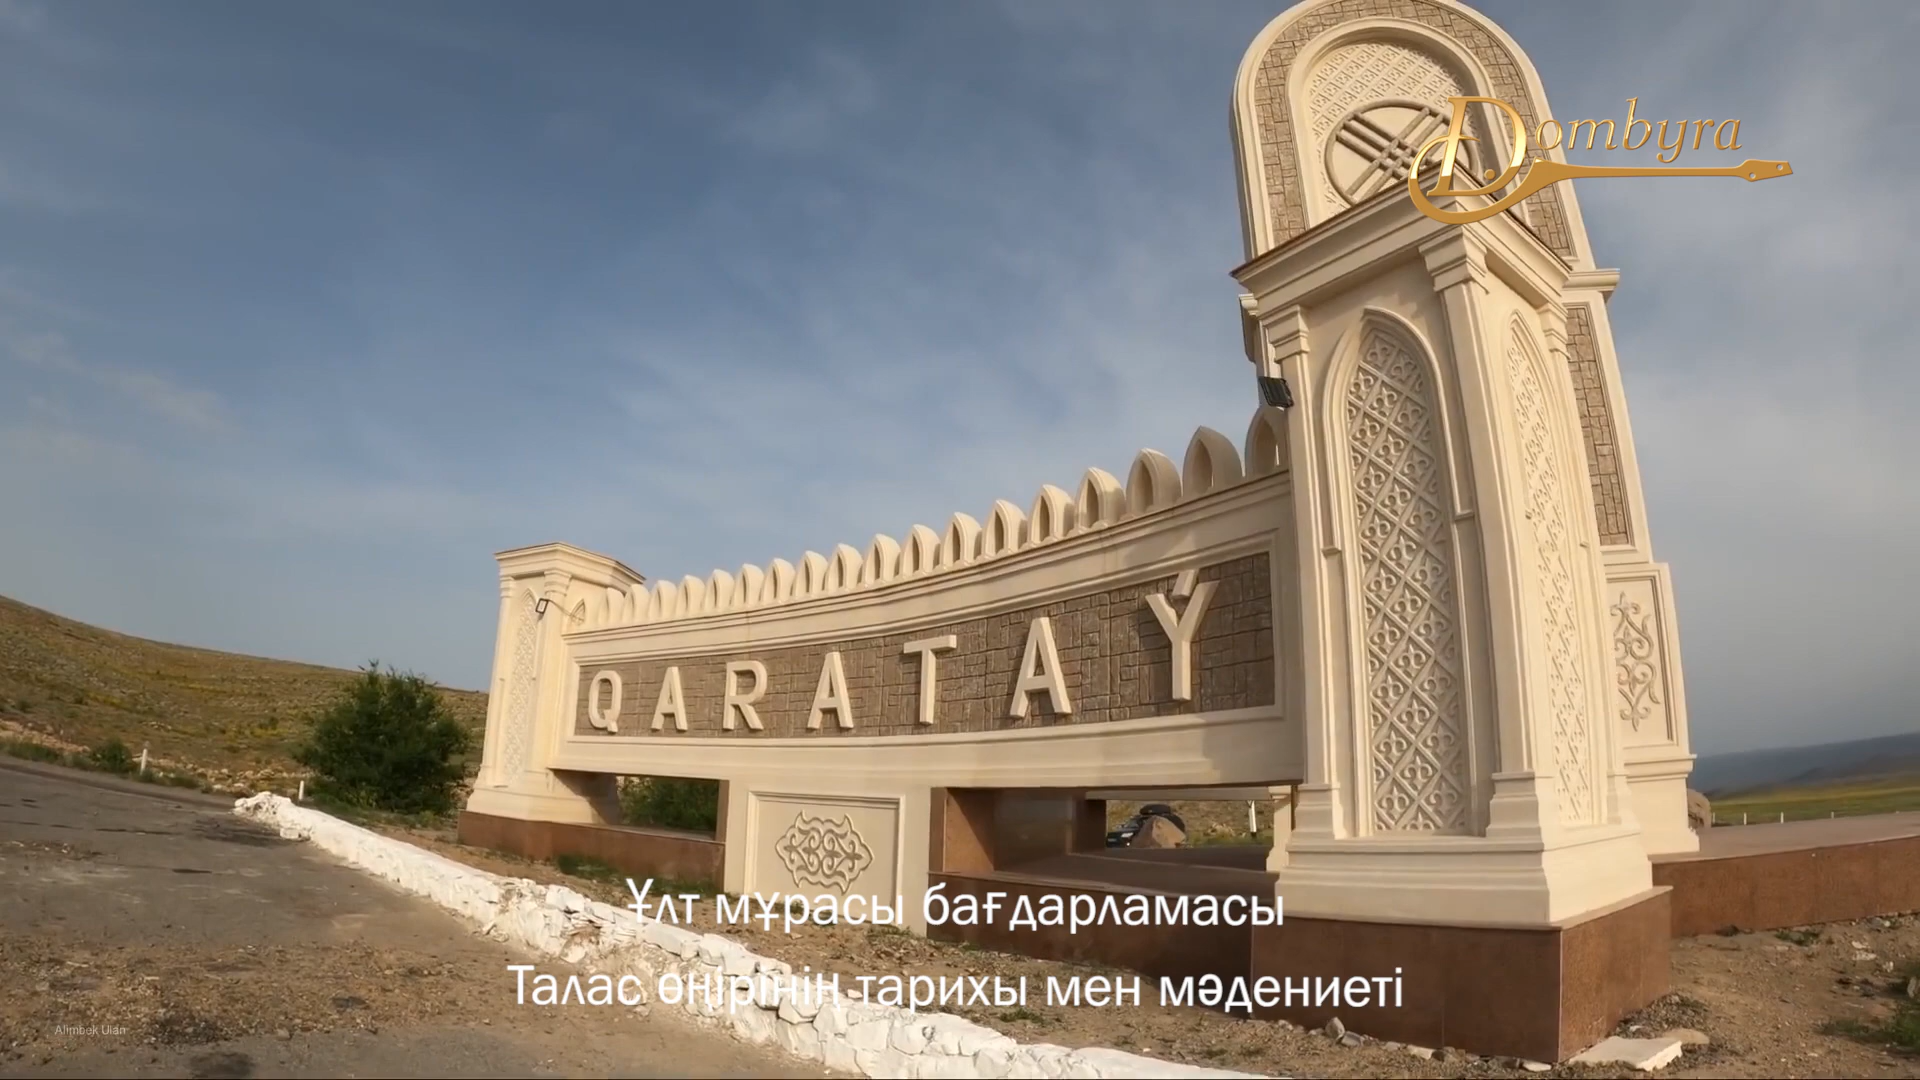 Dombyra
QARATAÝ
Ұлт мұрасы бағдарламасы
Талас өңірінің тарихы мен мәдениеті
Alimbek Ulan